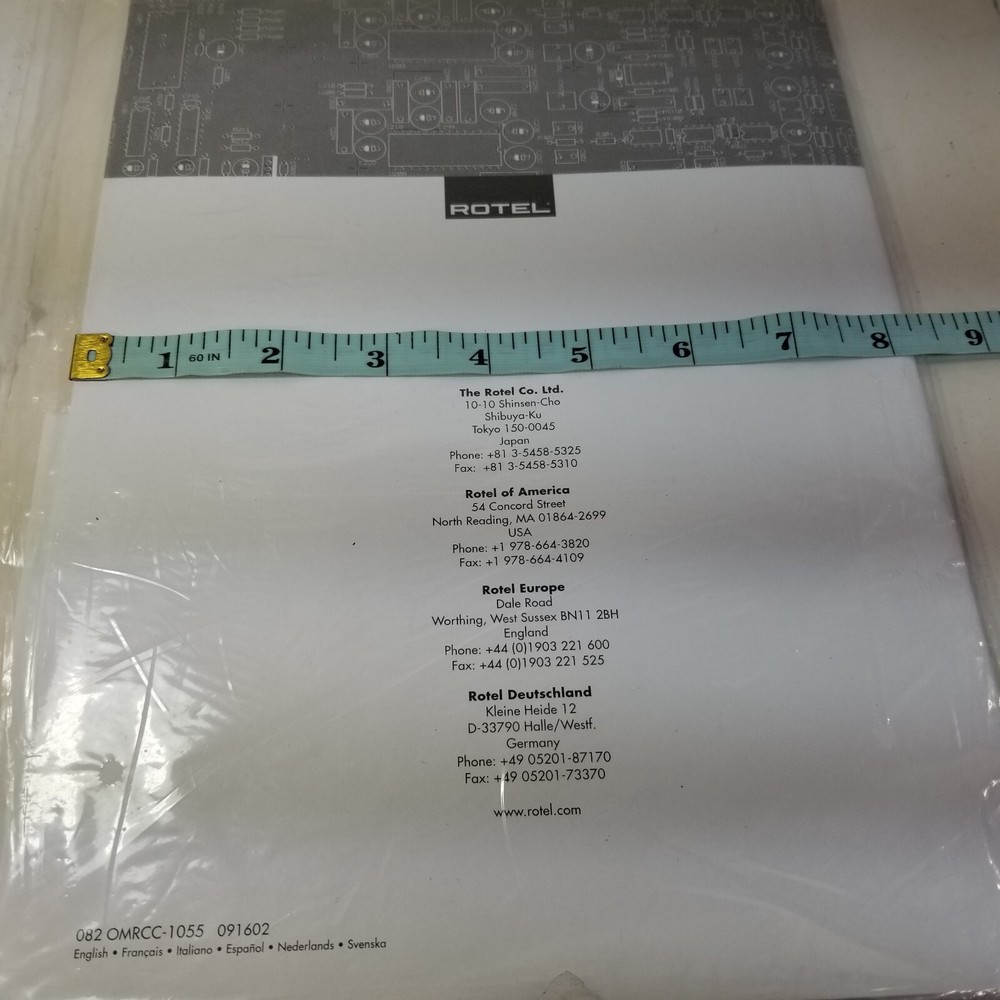 ROTEL
1 60 IN 2 3 4 5 6 7 8 9
The Rotel Co. Ltd.
10-10 Shinsen-Cho
Shibuya-Ku
Tokyo 150-0045
Japan
Phone: +81 3-5458-5325
Fax: +81 3-5458-5310
Rotel of America
54 Concord Street
North Reading, MA 01864-2699
USA
Phone: +1 978-664-3820
Fax: +1 978-664-4109
Rotel Europe
Dale Road
Worthing, West Sussex BN11 2BH
England
Phone: +44 (0)1903 221 600
Fax: +44 (0)1903 221 525
Rotel Deutschland
Kleine Heide 12
D-33790 Halle/Westf.
Germany
Phone: +49 05201-87170
Fax: +49 05201-73370
www.rotel.com
082 OMRCC-1055 091602
English • Français • Italiano • Español • Nederlands • Svenska